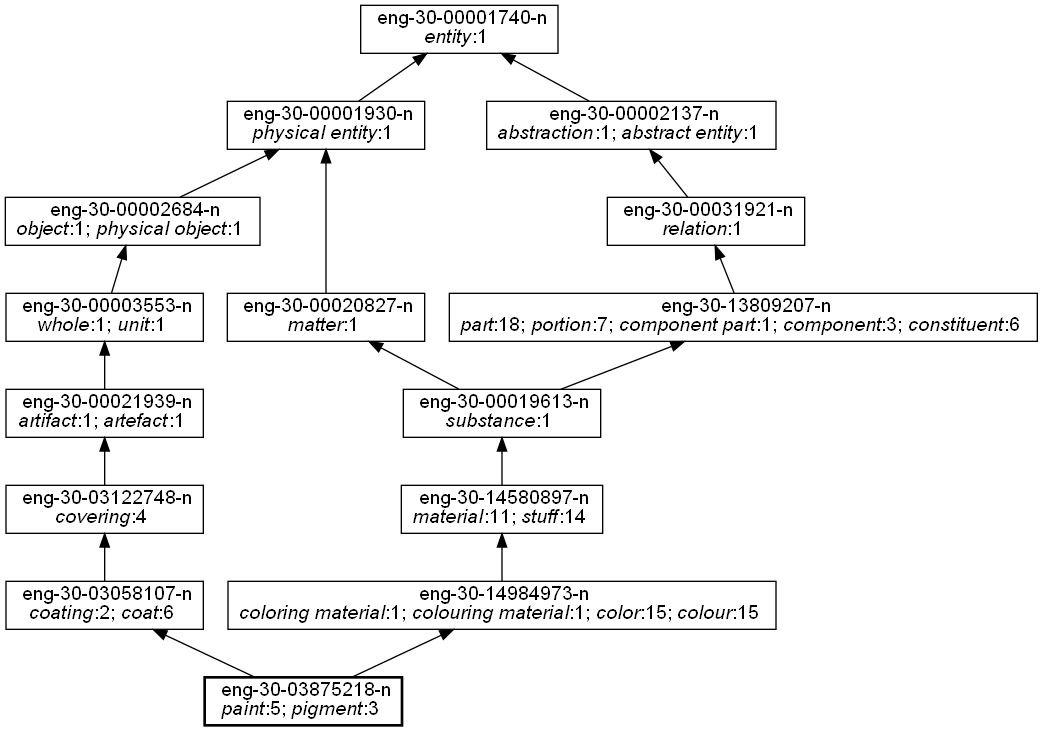 eng-30-00001740-n
entity:1
eng-30-00001930-n
physical entity:1
eng-30-00002137-n
abstraction:1; abstract entity:1
eng-30-00002684-n
object:1; physical object:1
eng-30-00031921-n
relation:1
eng-30-00003553-n
whole:1; unit:1
eng-30-00020827-n
matter:1
eng-30-13809207-n
part:18; portion:7; component part:1; component:3; constituent:6
eng-30-00021939-n
artifact:1; artefact:1
eng-30-00019613-n
substance:1
eng-30-03122748-n
covering:4
eng-30-14580897-n
material:11; stuff:14
eng-30-03058107-n
coating:2; coat:6
eng-30-14984973-n
coloring material:1; colouring material:1; color:15; colour:15
eng-30-03875218-n
paint:5; pigment:3